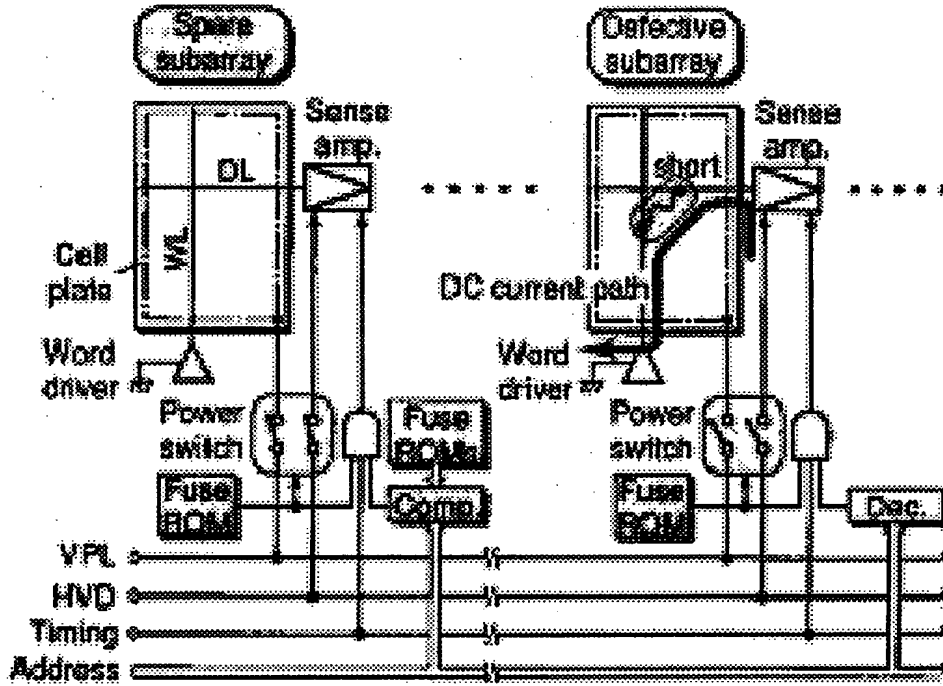 Spare
subarray
Defective
subarray
Sense
amp.
Sense
amp.
DL
short
WL
Cell
plate
DC current path
Word
driver
Word
driver
Power
switch
Fuse
ROMs
Power
switch
Fuse
ROM
Comp.
Fuse
ROM
Dec.
VPL
HVD
Timing
Address